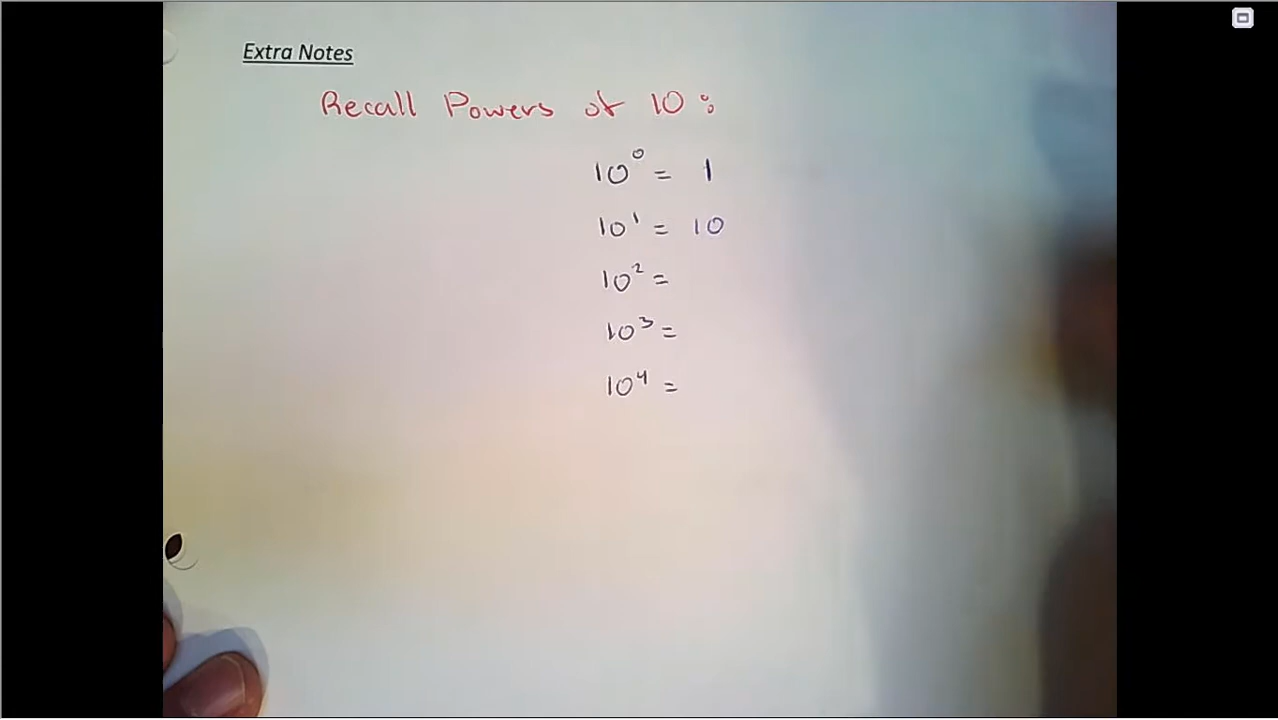 Extra Notes
Recall Powers of 10:
10⁰ = 1
10¹ = 10
10² =
10³ =
10⁴ =